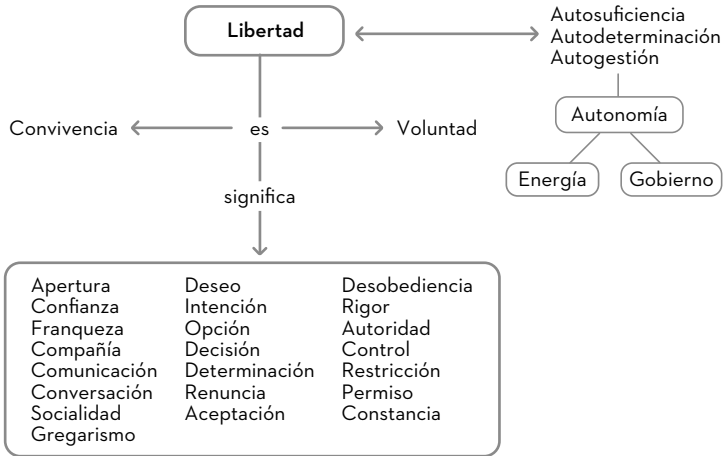 Libertad
Autosuficiencia
Autodeterminación
Autogestión
Autonomía
Energía
Gobierno
Convivencia
es
Voluntad
significa
Apertura
Confianza
Franqueza
Compañía
Comunicación
Conversación
Socialidad
Gregarismo
Deseo
Intención
Opción
Decisión
Determinación
Renuncia
Aceptación
Desobediencia
Rigor
Autoridad
Control
Restricción
Permiso
Constancia